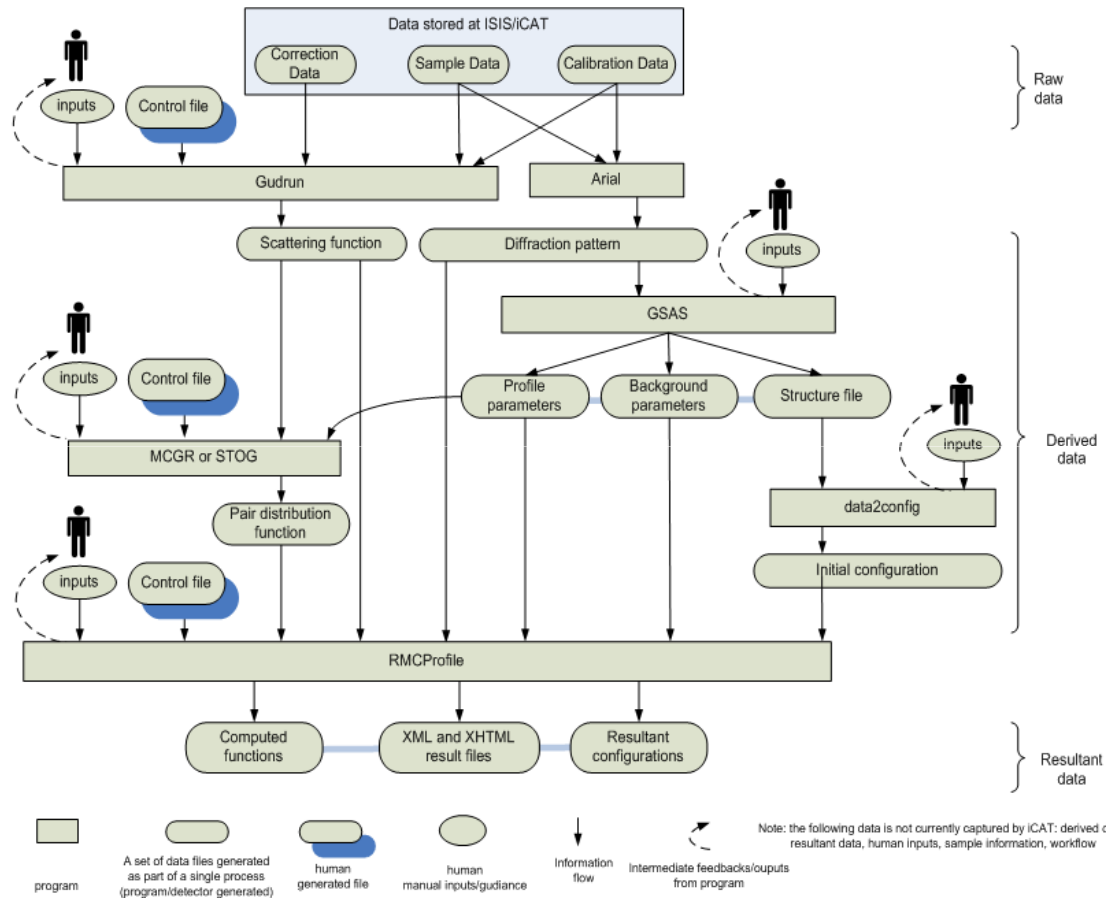 Data stored at ISIS/iCAT
Correction
Data
Sample Data
Calibration Data
Raw
data
inputs
Control file
Gudrun
Arial
Scattering function
Diffraction pattern
inputs
GSAS
inputs
Control file
Profile
parameters
Background
parameters
Structure file
inputs
Derived
data
MCGR or STOG
data2config
Pair distribution
function
Initial configuration
inputs
Control file
RMCProfile
Computed
functions
XML and XHTML
result files
Resultant
configurations
Resultant
data
program
A set of data files generated
as part of a single process
(program/detector generated)
human
generated file
human
manual inputs/gudiance
Information
flow
Intermediate feedbacks/ouputs
from program
Note: the following data is not currently captured by iCAT: derived
resultant data, human inputs, sample information, workflow